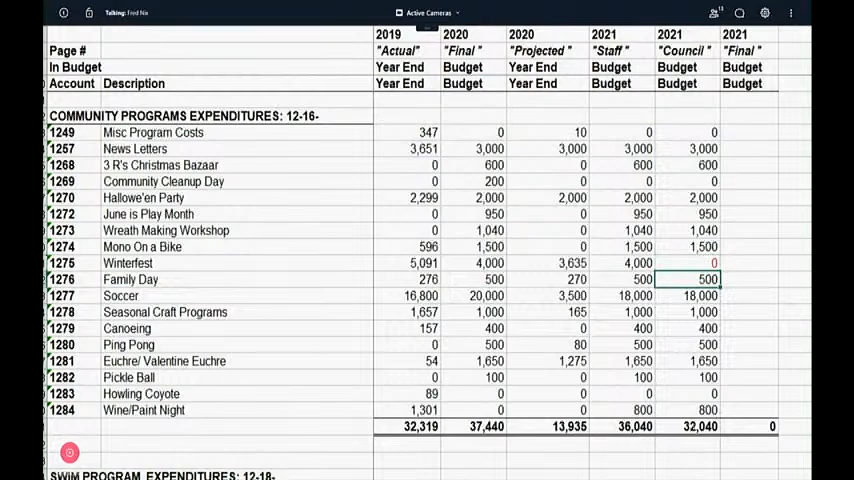 Talking: Fred Nix Active Cameras 13
2019 2020 2020 2021 2021 2021
Page # "Actual" "Final " "Projected " "Staff " "Council " "Final "
In Budget Year End Budget Year End Budget Budget Budget
Account Description Year End Budget Year End Budget Budget Budget
COMMUNITY PROGRAMS EXPENDITURES: 12-16-
1249 Misc Program Costs 347 0 10 0 0
1257 News Letters 3,651 3,000 3,000 3,000 3,000
1268 3 R's Christmas Bazaar 0 600 0 600 600
1269 Community Cleanup Day 0 200 0 0 0
1270 Hallowe'en Party 2,299 2,000 2,000 2,000 2,000
1272 June is Play Month 0 950 0 950 950
1273 Wreath Making Workshop 0 1,040 0 1,040 1,040
1274 Mono On a Bike 596 1,500 0 1,500 1,500
1275 Winterfest 5,091 4,000 3,635 4,000 0
1276 Family Day 276 500 270 500 500
1277 Soccer 16,800 20,000 3,500 18,000 18,000
1278 Seasonal Craft Programs 1,657 1,000 165 1,000 1,000
1279 Canoeing 157 400 0 400 400
1280 Ping Pong 0 500 80 500 500
1281 Euchre/ Valentine Euchre 54 1,650 1,275 1,650 1,650
1282 Pickle Ball 0 100 0 100 100
1283 Howling Coyote 89 0 0 0 0
1284 Wine/Paint Night 1,301 0 0 800 800
32,319 37,440 13,935 36,040 32,040 0
SWIM PROGRAM EXPENDITURES: 12-18-